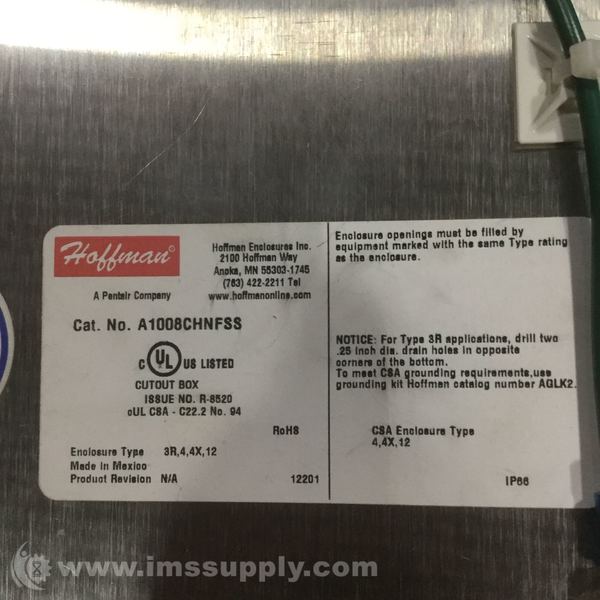 Hoffman®
Hoffman Enclosures Inc.
2100 Hoffman Way
Anoka, MN 55303-1745
(763) 422-2211 Tel
www.hoffmanonline.com
A Pentair Company
Cat. No. A1008CHNFSS
C UL US LISTED
CUTOUT BOX
ISSUE NO. R-8520
cUL CSA - C22.2 No. 94
RoHS
Enclosure Type 3R,4,4X,12
Made in Mexico
Product Revision N/A
12201
Enclosure openings must be filled by
equipment marked with the same Type rating
as the enclosure.
NOTICE: For Type 3R applications, drill two
.25 inch dia. drain holes in opposite
corners of the bottom.
To meet CSA grounding requirements,use
grounding kit Hoffman catalog number AGLK2.
CSA Enclosure Type
4,4X,12
IP66
www.imssupply.com